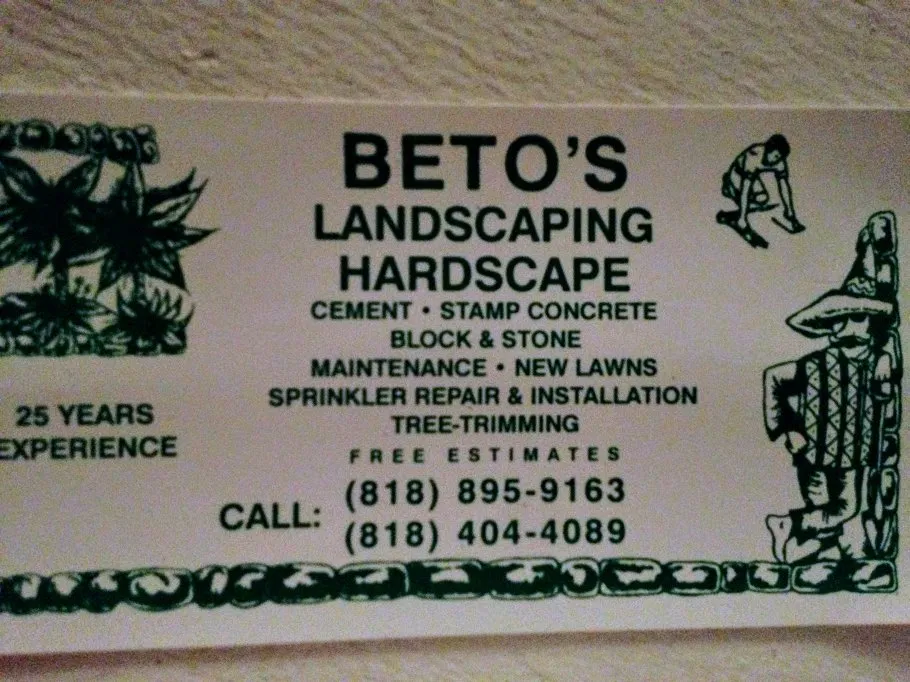 BETO'S
LANDSCAPING
HARDSCAPE
CEMENT • STAMP CONCRETE
BLOCK & STONE
MAINTENANCE • NEW LAWNS
SPRINKLER REPAIR & INSTALLATION
TREE-TRIMMING
FREE ESTIMATES
CALL: (818) 895-9163
(818) 404-4089
25 YEARS
EXPERIENCE